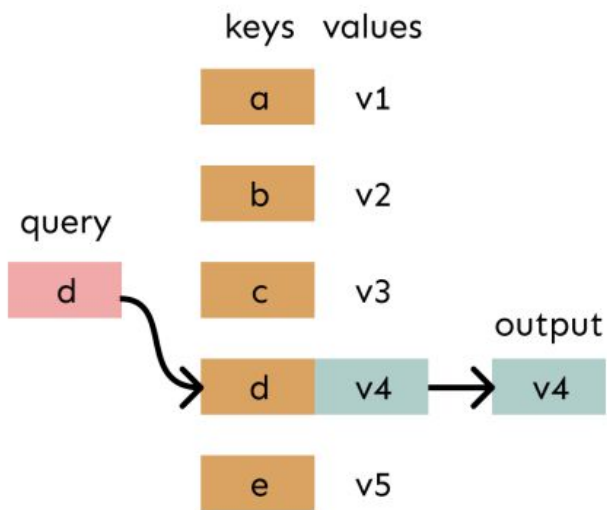 keys values
a v1
b v2
query
d
c v3
output
d v4 v4
e v5